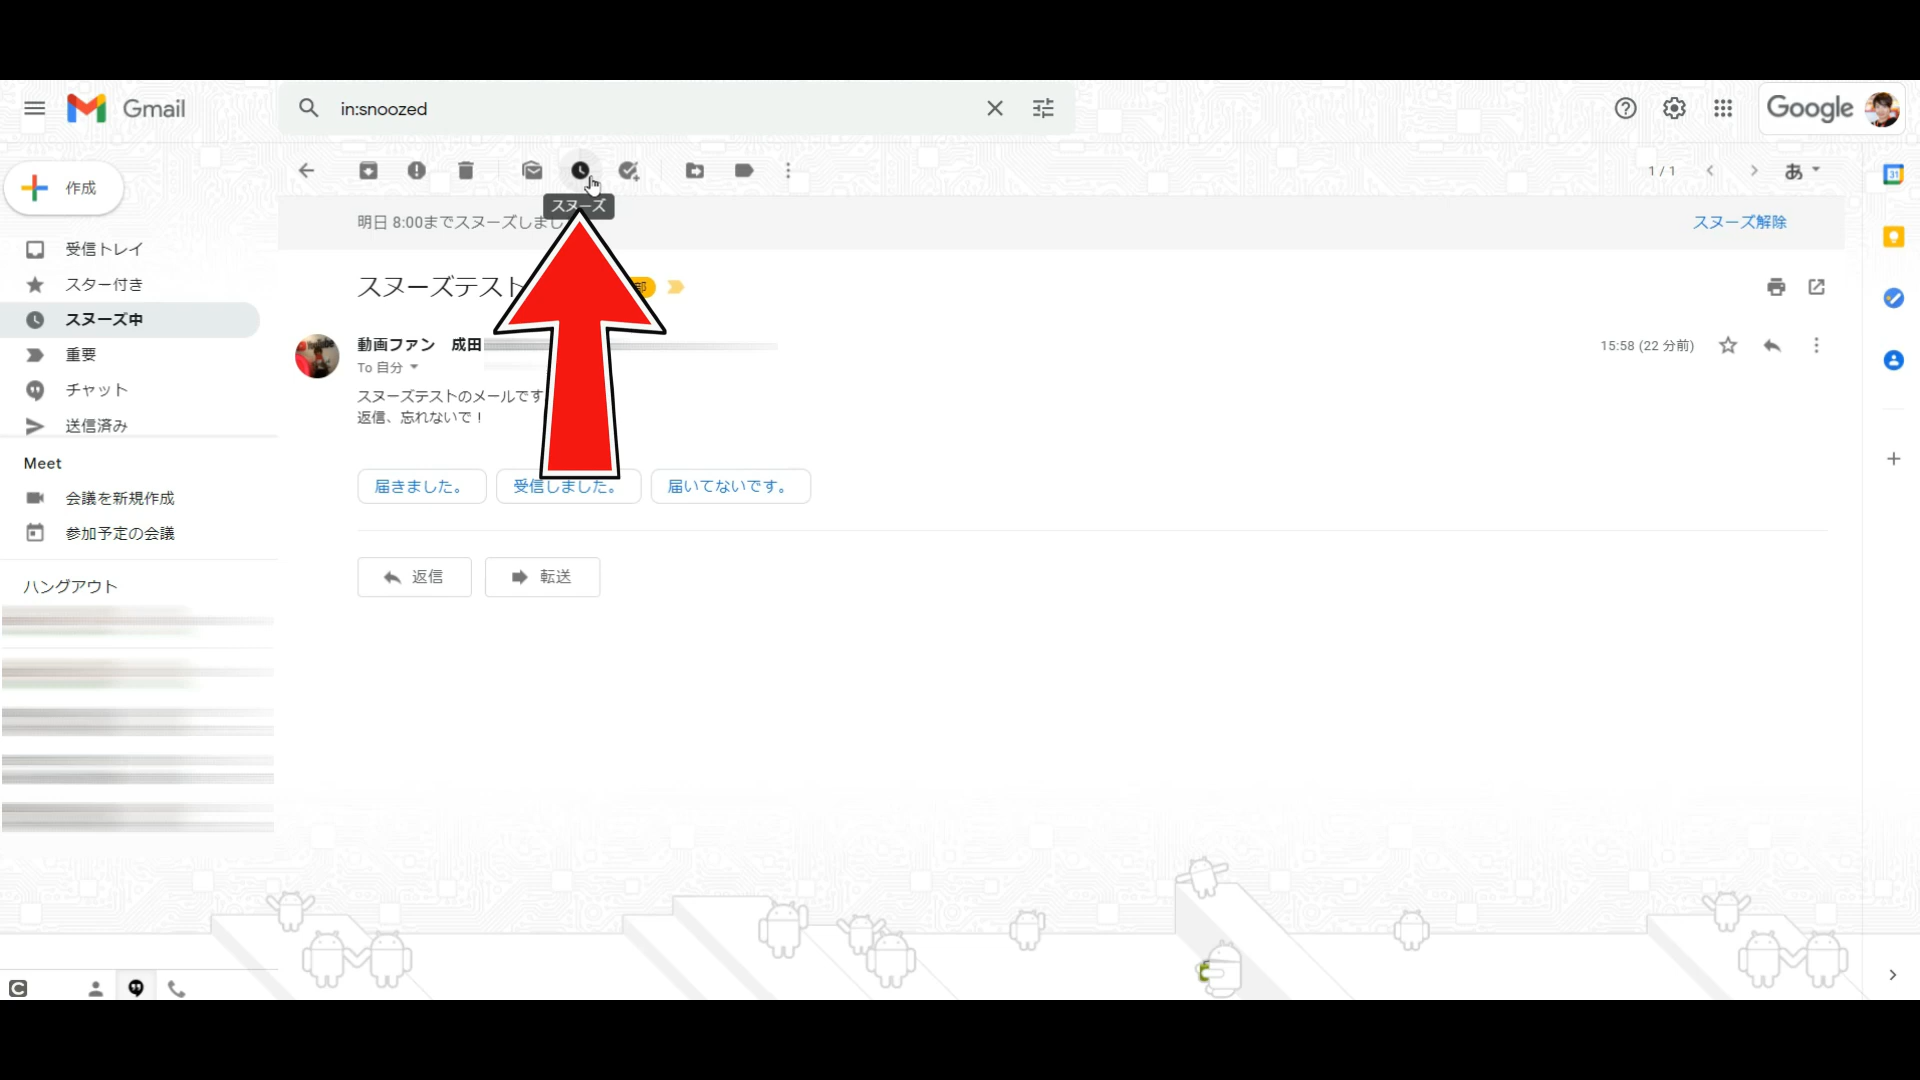 Gmail
in:snoozed
Google
作成
1 / 1
あ
31
スヌーズ
明日 8:00までスヌーズしまし
スヌーズ解除
受信トレイ
スター付き
スヌーズ中
重要
チャット
送信済み
スヌーズテスト
部
動画ファン 成田
15:58 (22 分前)
To 自分
スヌーズテストのメールです
返信、忘れないで！
届きました。
受信しました。
届いてないです。
返信
転送
Meet
会議を新規作成
参加予定の会議
ハングアウト